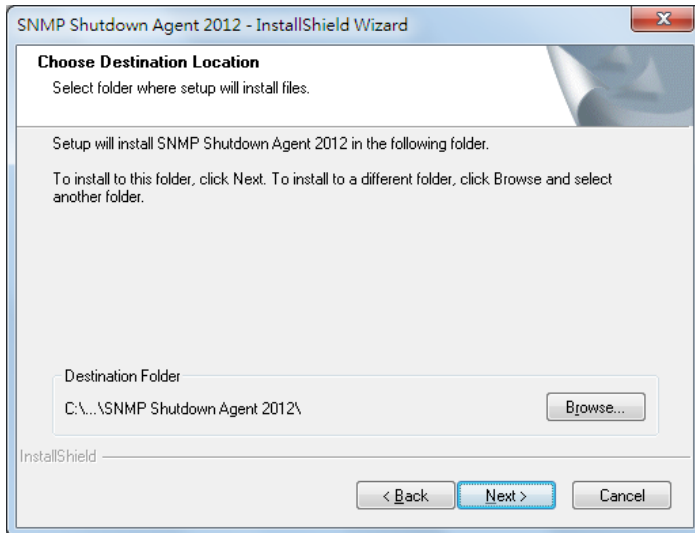 SNMP Shutdown Agent 2012 - InstallShield Wizard
Choose Destination Location
Select folder where setup will install files.
Setup will install SNMP Shutdown Agent 2012 in the following folder.
To install to this folder, click Next. To install to a different folder, click Browse and select
another folder.
Destination Folder
C:\...\SNMP Shutdown Agent 2012\
Browse...
InstallShield
< Back
Next >
Cancel